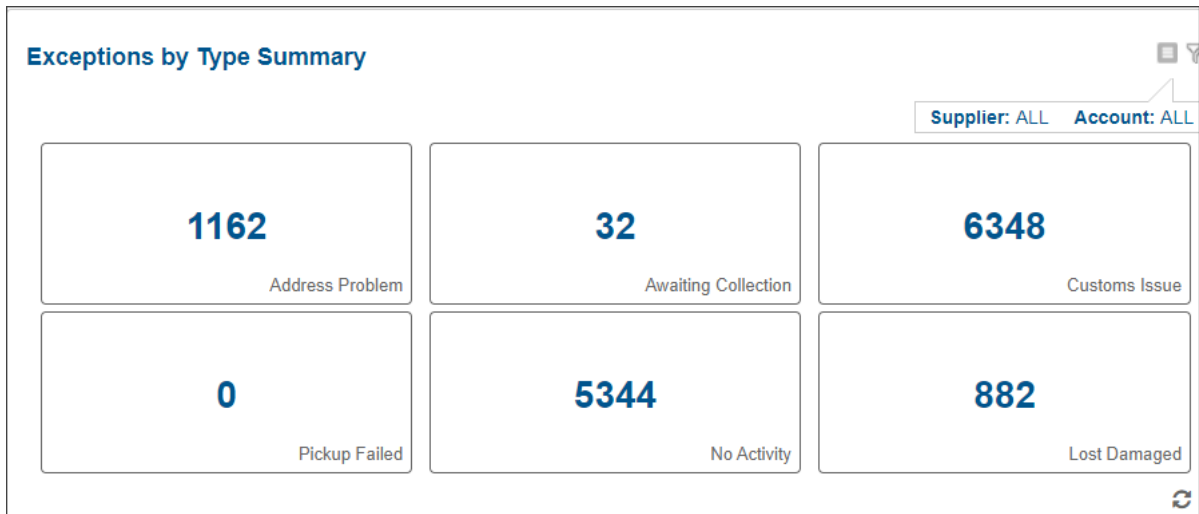 Exceptions by Type Summary
Supplier: ALL Account: ALL
1162
Address Problem
32
Awaiting Collection
6348
Customs Issue
0
Pickup Failed
5344
No Activity
882
Lost Damaged